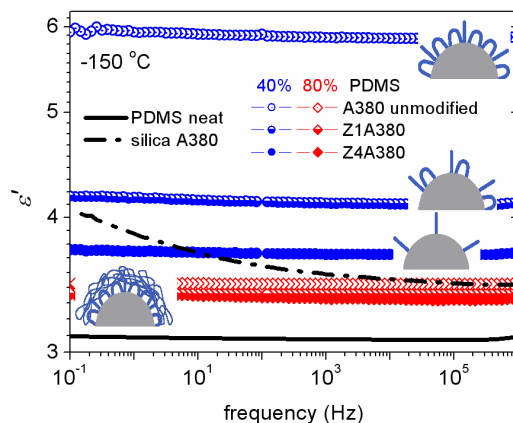 6
-150 °C
40% 80% PDMS
PDMS neat
A380 unmodified
silica A380
Z1A380
Z4A380
5
ε'
4
3
10⁻¹ 10¹ 10³ 10⁵
frequency (Hz)